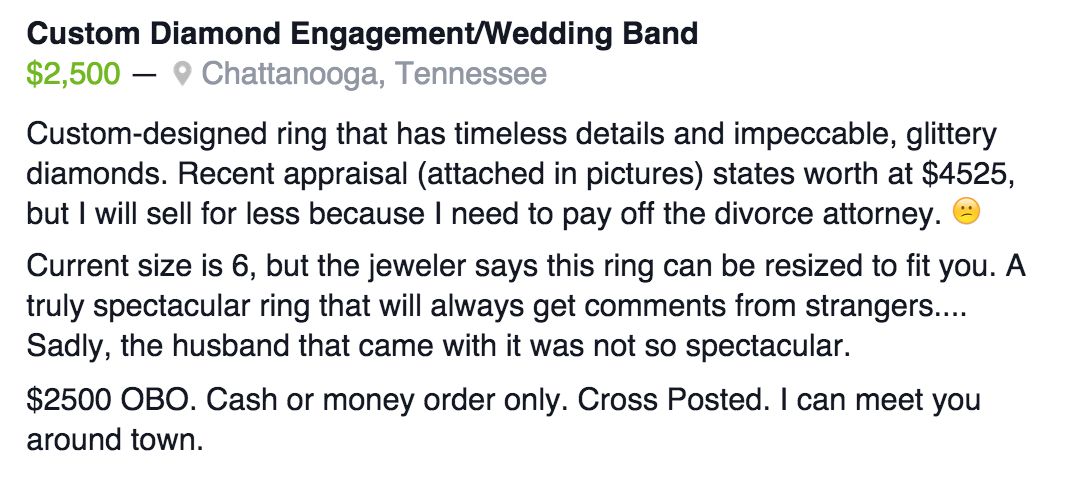 Custom Diamond Engagement/Wedding Band
$2,500 — Chattanooga, Tennessee
Custom-designed ring that has timeless details and impeccable, glittery
diamonds. Recent appraisal (attached in pictures) states worth at $4525,
but I will sell for less because I need to pay off the divorce attorney. 😕
Current size is 6, but the jeweler says this ring can be resized to fit you. A
truly spectacular ring that will always get comments from strangers....
Sadly, the husband that came with it was not so spectacular.
$2500 OBO. Cash or money order only. Cross Posted. I can meet you
around town.